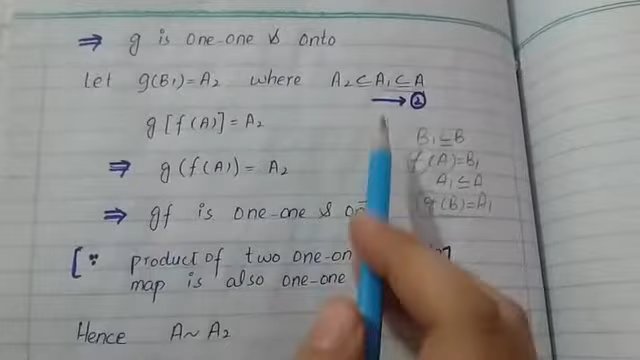 ⇒ g is one-one & onto
Let g(B₁) = A₂ where A₂ ⊆ A₁ ⊆ A
→ ②
g[f(A)] = A₂
⇒ g(f(A)) = A₂
⇒ gf is one-one &
[∵ product of two one-on
map is also one-one
Hence A ~ A₂
B₁ ⊆ B
f(A) = B₁
A₁ ⊆ A
g(B) = A₁